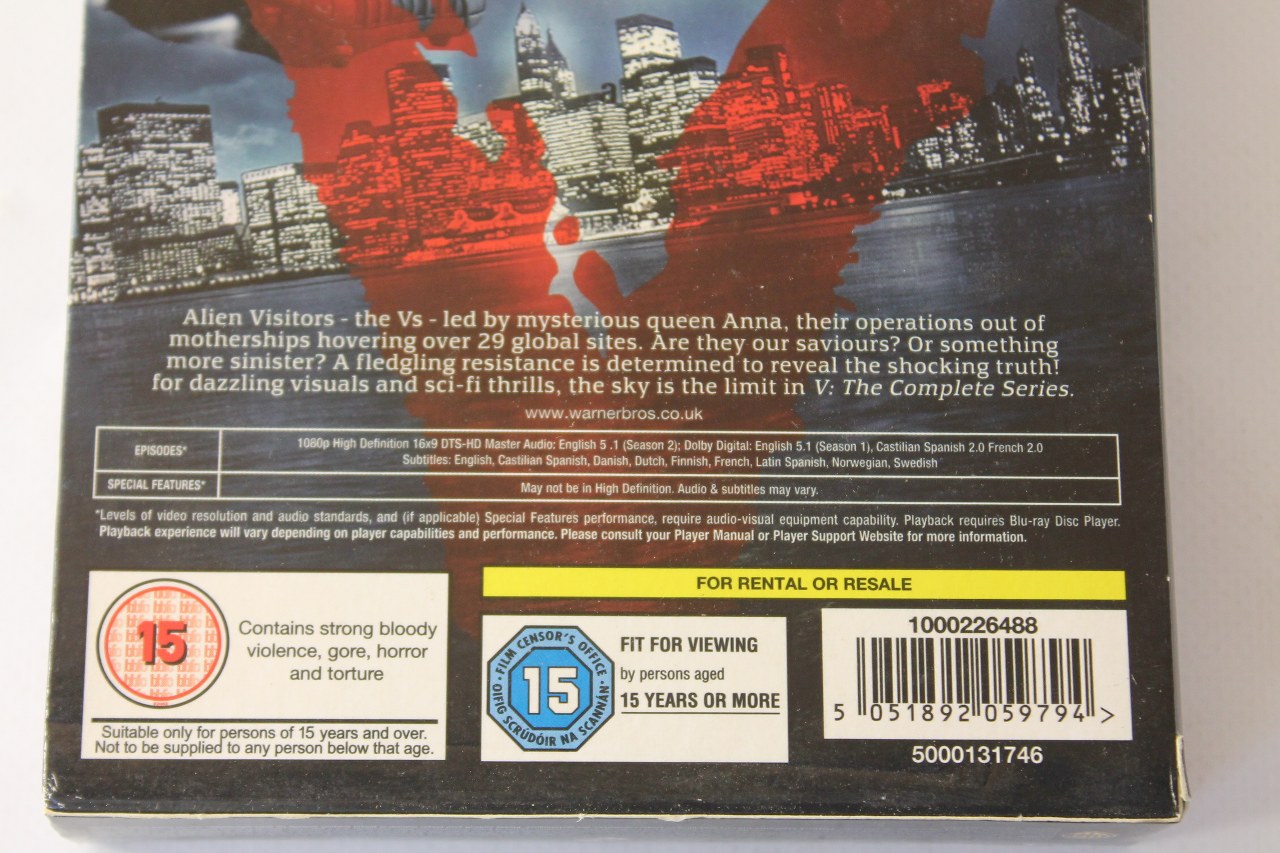 Alien Visitors - the Vs - led by mysterious queen Anna, their operations out of
motherships hovering over 29 global sites. Are they our saviours? Or something
more sinister? A fledgling resistance is determined to reveal the shocking truth!
for dazzling visuals and sci-fi thrills, the sky is the limit in V: The Complete Series.
www.warnerbros.co.uk
EPISODES*
1080p High Definition 16x9 DTS-HD Master Audio: English 5 .1 (Season 2); Dolby Digital: English 5.1 (Season 1), Castilian Spanish 2.0 French 2.0
Subtitles: English, Castilian Spanish, Danish, Dutch, Finnish, French, Latin Spanish, Norwegian, Swedish
SPECIAL FEATURES*
May not be in High Definition. Audio & subtitles may vary.
*Levels of video resolution and audio standards, and (if applicable) Special Features performance, require audio-visual equipment capability. Playback requires Blu-ray Disc Player.
Playback experience will vary depending on player capabilities and performance. Please consult your Player Manual or Player Support Website for more information.
15
Contains strong bloody
violence, gore, horror
and torture
Suitable only for persons of 15 years and over.
Not to be supplied to any person below that age.
FOR RENTAL OR RESALE
FILM CENSOR'S OFFICE
15
OIFIG SCRÚDÓIR NA SCANNÁN
FIT FOR VIEWING
by persons aged
15 YEARS OR MORE
1000226488
5 051892 059794 >
5000131746